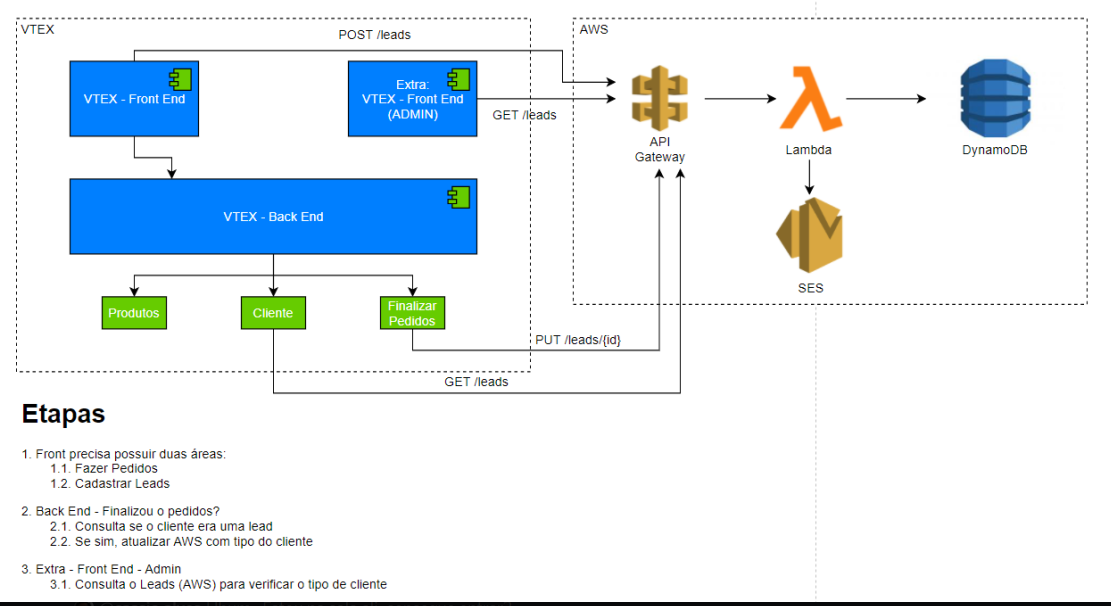 VTEX
AWS
POST /leads
VTEX - Front End
Extra:
VTEX - Front End
(ADMIN)
GET /leads
API
Gateway
Lambda
DynamoDB
VTEX - Back End
SES
Produtos
Cliente
Finalizar
Pedidos
PUT /leads/{id}
GET /leads
Etapas
1. Front precisa possuir duas áreas:
1.1. Fazer Pedidos
1.2. Cadastrar Leads
2. Back End - Finalizou o pedidos?
2.1. Consulta se o cliente era uma lead
2.2. Se sim, atualizar AWS com tipo do cliente
3. Extra - Front End - Admin
3.1. Consulta o Leads (AWS) para verificar o tipo de cliente